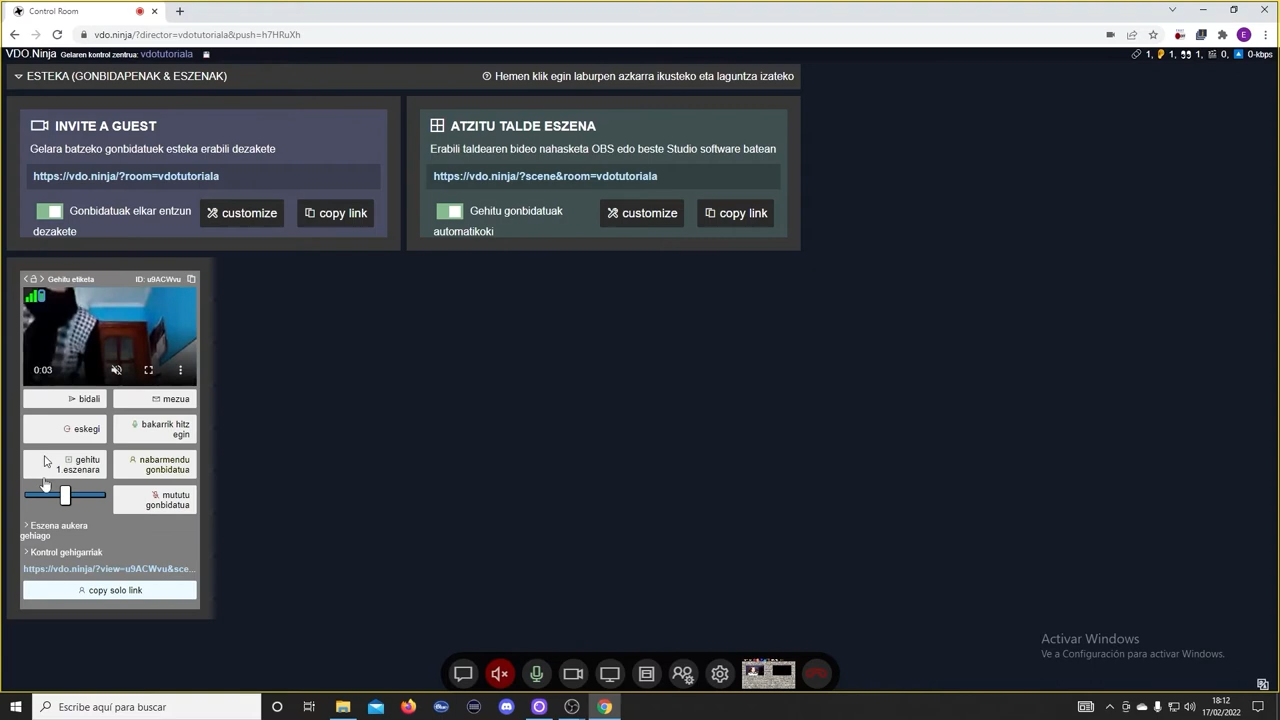 Control Room
vdo.ninja/?director=vdotutoriala&push=h7HRuXh
E
VDO.Ninja Gelaren kontrol zentrua: vdotutoriala
1, 1, 1, 0, 0-kbps
ESTEKA (GONBIDAPENAK & ESZENAK)
Hemen klik egin laburpen azkarra ikusteko eta laguntza izateko
INVITE A GUEST
Gelara batzeko gonbidatuek esteka erabili dezakete
https://vdo.ninja/?room=vdotutoriala
Gonbidatuak elkar entzun
dezakete
customize
copy link
ATZITU TALDE ESZENA
Erabili taldearen bideo nahasketa OBS edo beste Studio software batean
https://vdo.ninja/?scene&room=vdotutoriala
Gehitu gonbidatuak
automatikoki
customize
copy link
Gehitu etiketa
ID: u9ACWvu
0:03
bidali
mezua
eskegi
bakarrik hitz
egin
gehitu
1.eszenara
nabarmendu
gonbidatua
mututu
gonbidatua
Eszena aukera
gehiago
Kontrol gehigarriak
https://vdo.ninja/?view=u9ACWvu&sce...
copy solo link
Activar Windows
Ve a Configuración para activar Windows.
Escribe aquí para buscar
18:12
17/02/2022